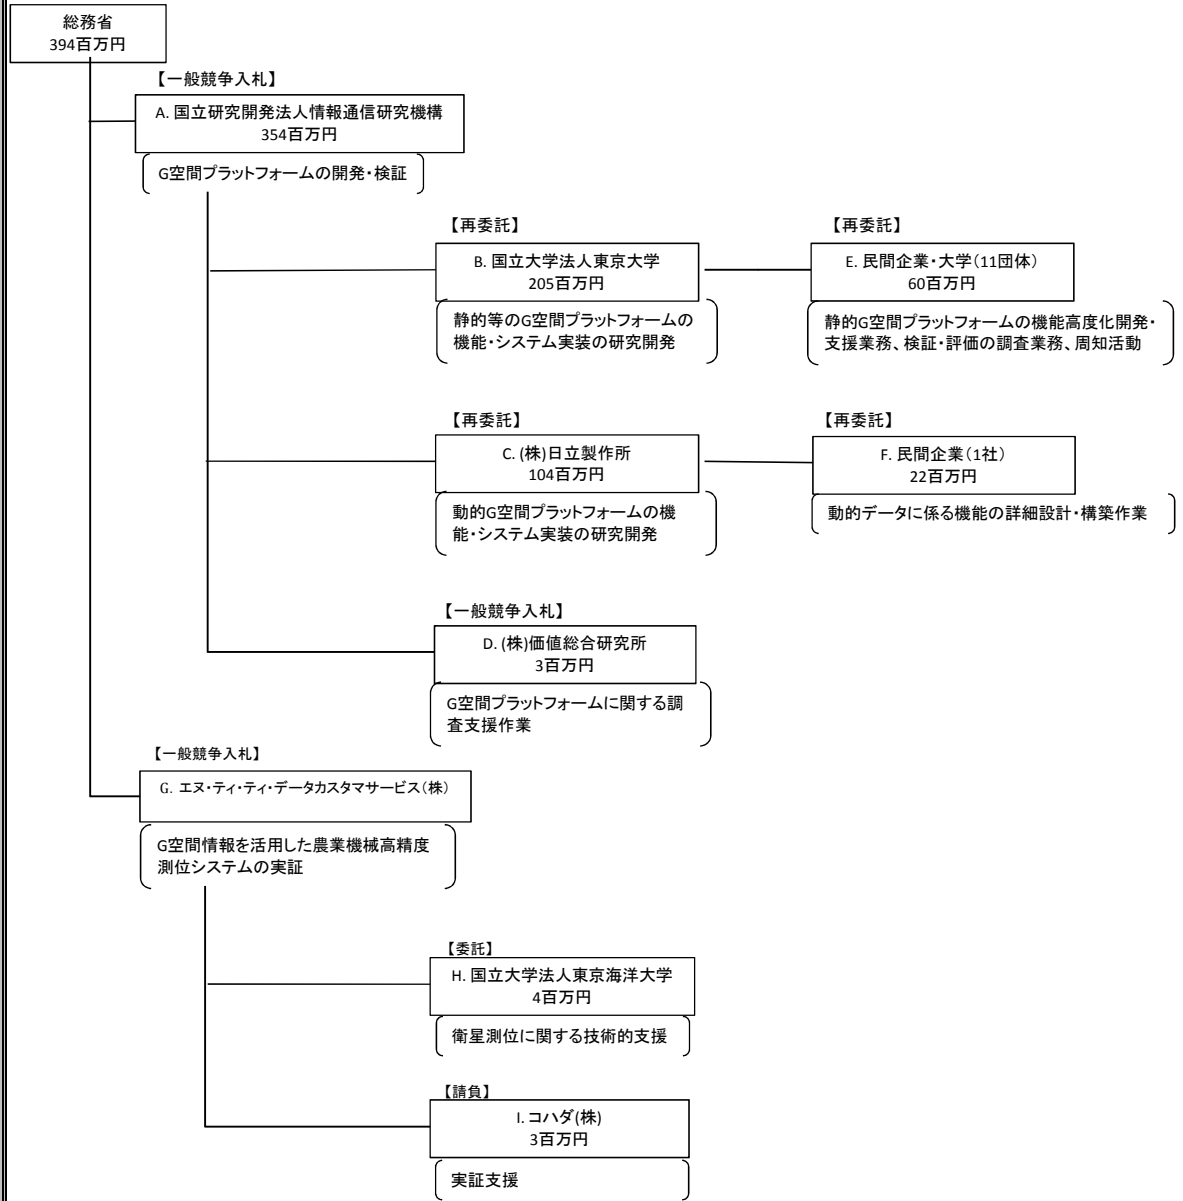 総務省
394百万円
【一般競争入札】
A. 国立研究開発法人情報通信研究機構
354百万円
G空間プラットフォームの開発・検証
【再委託】
B. 国立大学法人東京大学
205百万円
静的等のG空間プラットフォームの
機能・システム実装の研究開発
【再委託】
E. 民間企業・大学（11団体）
60百万円
静的G空間プラットフォームの機能高度化開発・
支援業務、検証・評価の調査業務、周知活動
【再委託】
C. (株)日立製作所
104百万円
動的G空間プラットフォームの機
能・システム実装の研究開発
【再委託】
F. 民間企業（1社）
22百万円
動的データに係る機能の詳細設計・構築作業
【一般競争入札】
D. (株)価値総合研究所
3百万円
G空間プラットフォームに関する調
査支援作業
【一般競争入札】
G. エヌ・ティ・ティ・データカスタマサービス（株）
G空間情報を活用した農業機械高精度
測位システムの実証
【委託】
H. 国立大学法人東京海洋大学
4百万円
衛星測位に関する技術的支援
【請負】
I. コハダ(株)
3百万円
実証支援